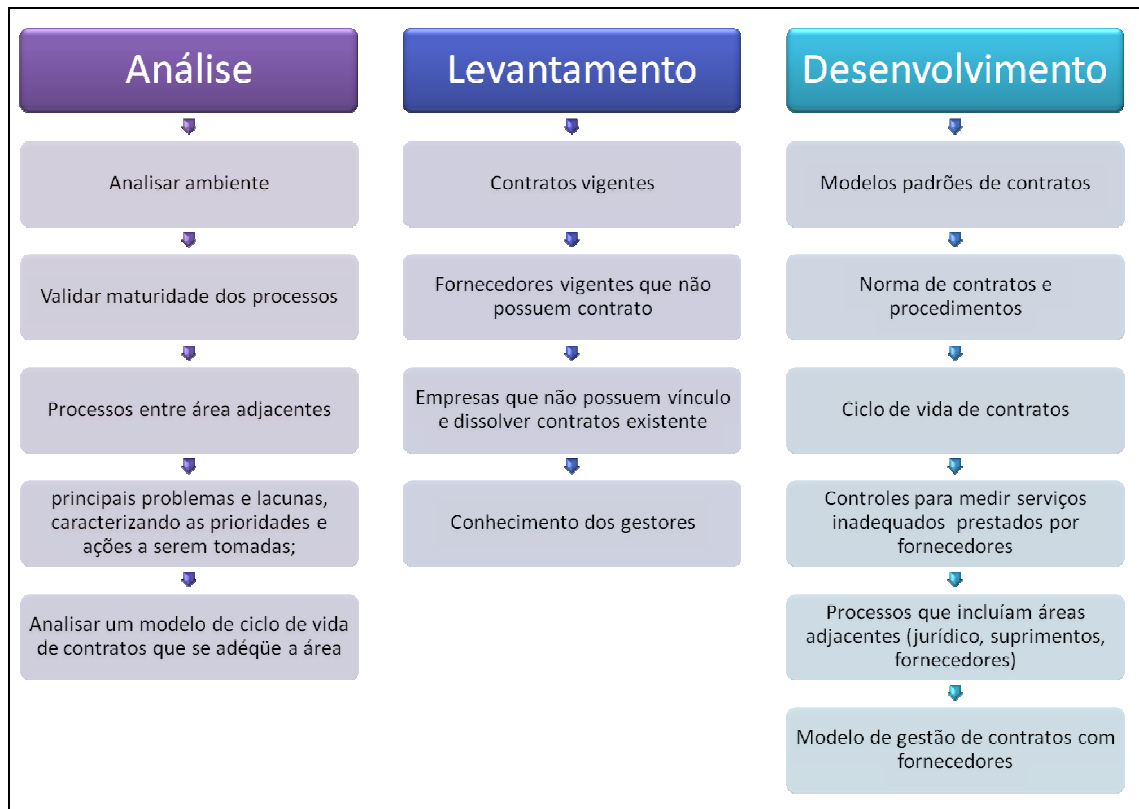 Análise
Analisar ambiente
Validar maturidade dos processos
Processos entre área adjacentes
principais problemas e lacunas,
caracterizando as prioridades e
ações a serem tomadas;
Analisar um modelo de ciclo de vida
de contratos que se adéqüe a área
Levantamento
Contratos vigentes
Fornecedores vigentes que não
possuem contrato
Empresas que não possuem vínculo
e dissolver contratos existente
Conhecimento dos gestores
Desenvolvimento
Modelos padrões de contratos
Norma de contratos e
procedimentos
Ciclo de vida de contratos
Controles para medir serviços
inadequados prestados por
fornecedores
Processos que incluíam áreas
adjacentes (jurídico, suprimentos,
fornecedores)
Modelo de gestão de contratos com
fornecedores